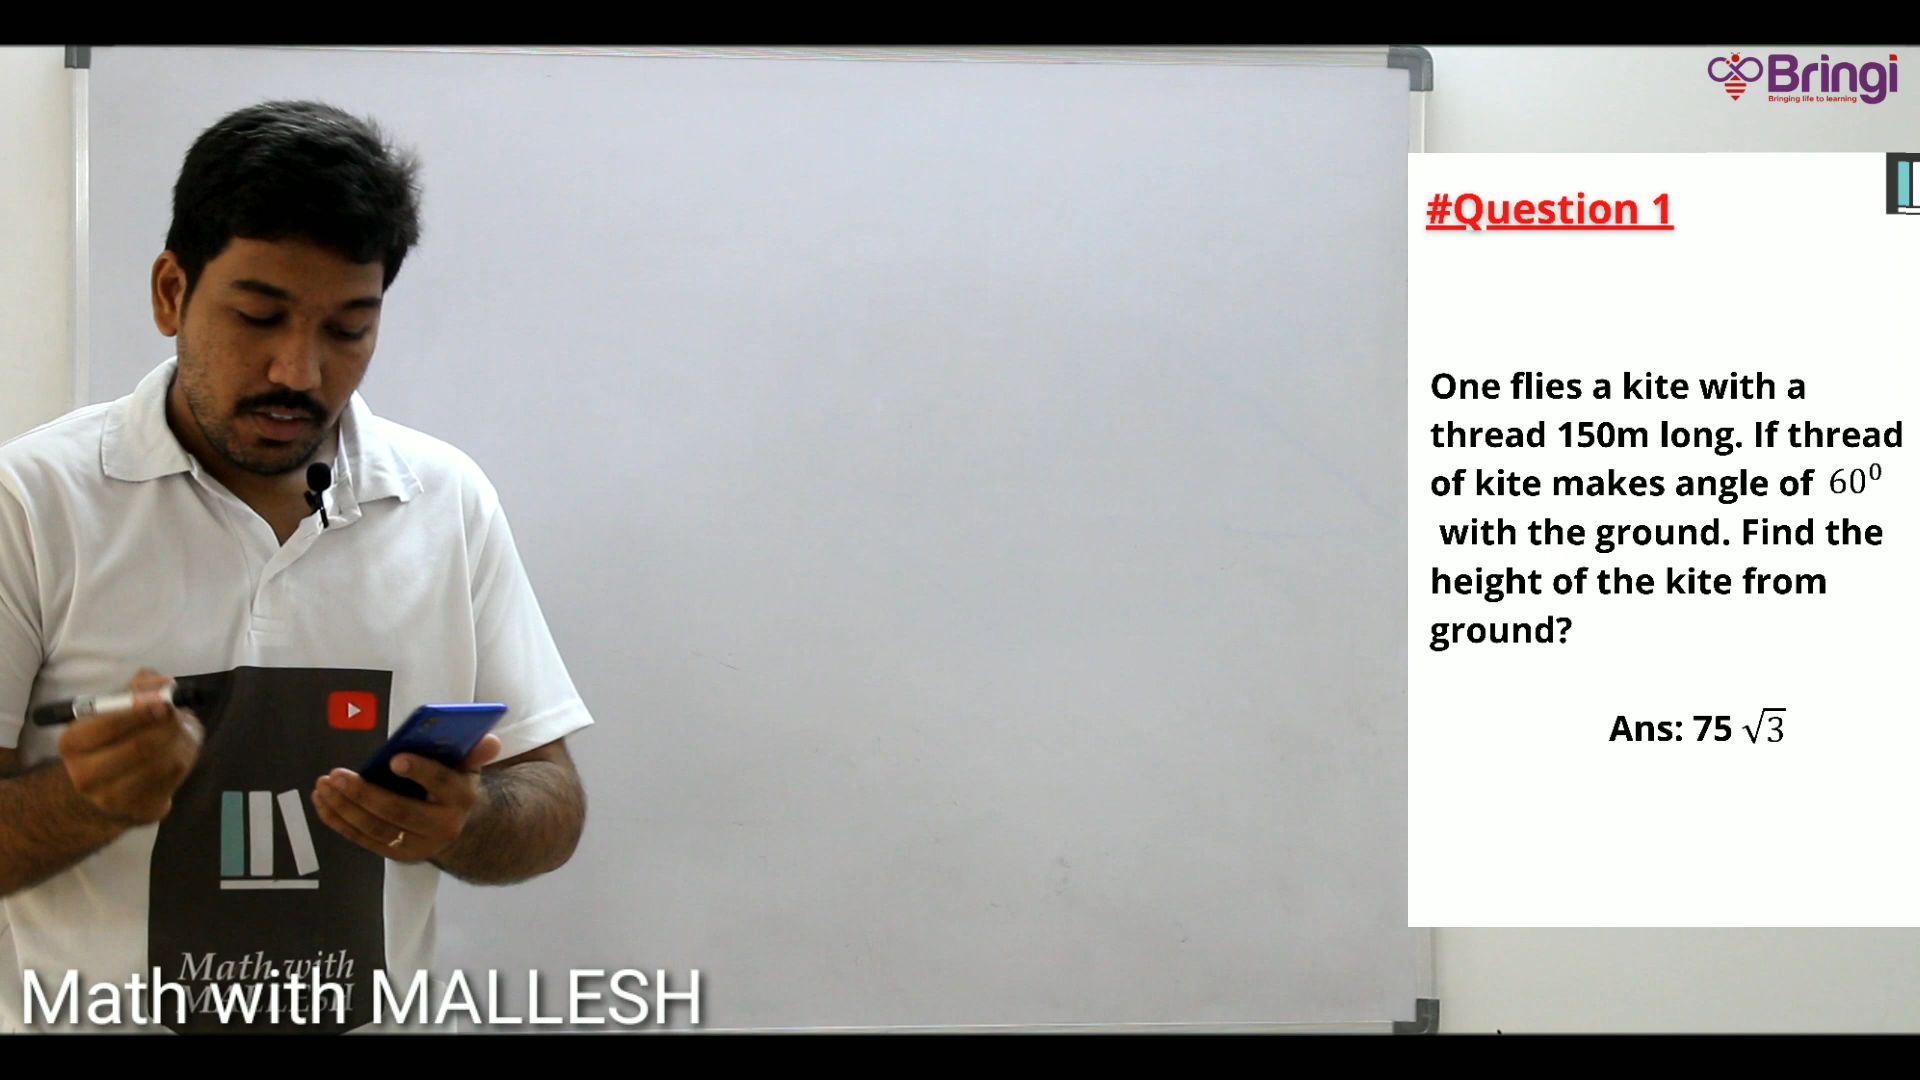 Bringi
Bringing life to learning
#Question 1
One flies a kite with a
thread 150m long. If thread
of kite makes angle of 60⁰
with the ground. Find the
height of the kite from
ground?
Ans: 75 √3
Math with
MALLESH
Math with MALLESH